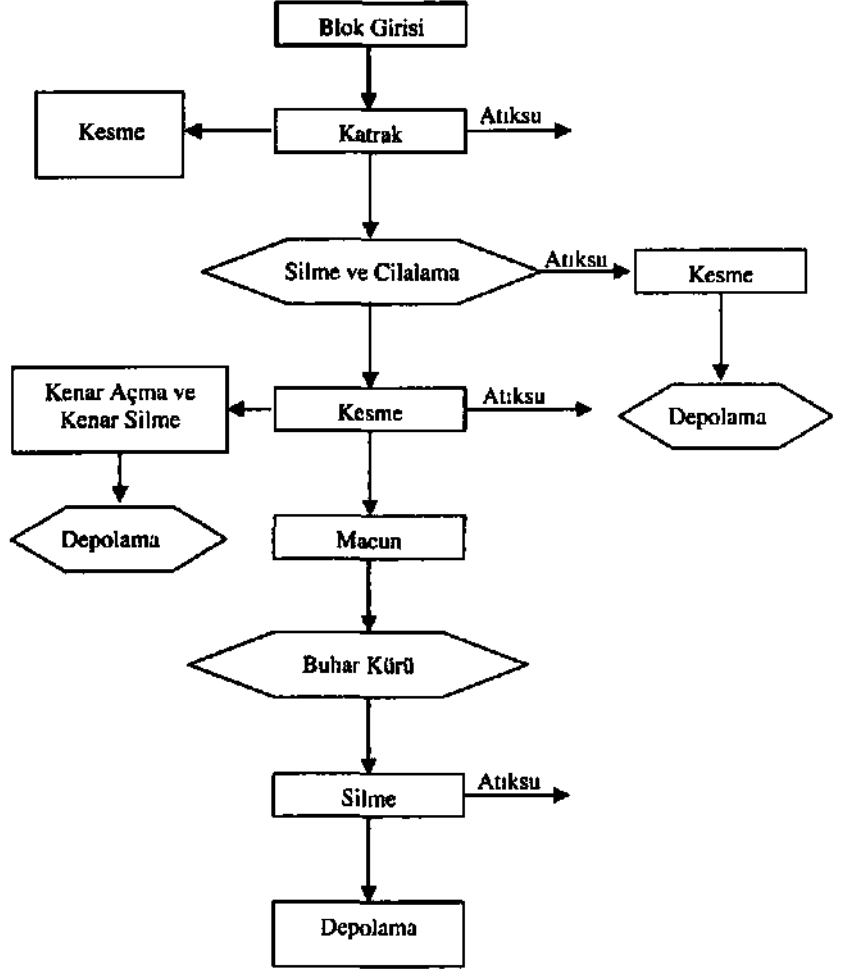 Blok Girisi
Atıksu
Kesme
Katrak
Silme ve Cilalama
Atıksu
Kesme
Kenar Açma ve
Kenar Silme
Kesme
Atıksu
Depolama
Depolama
Macun
Buhar Kürü
Silme
Atıksu
Depolama